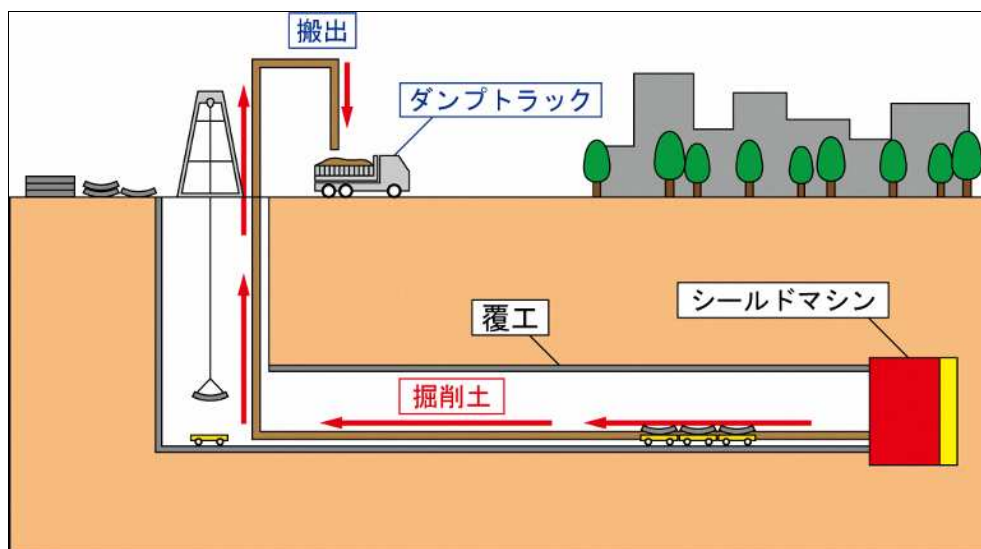 搬出
ダンプトラック
シールドマシン
覆工
掘削土